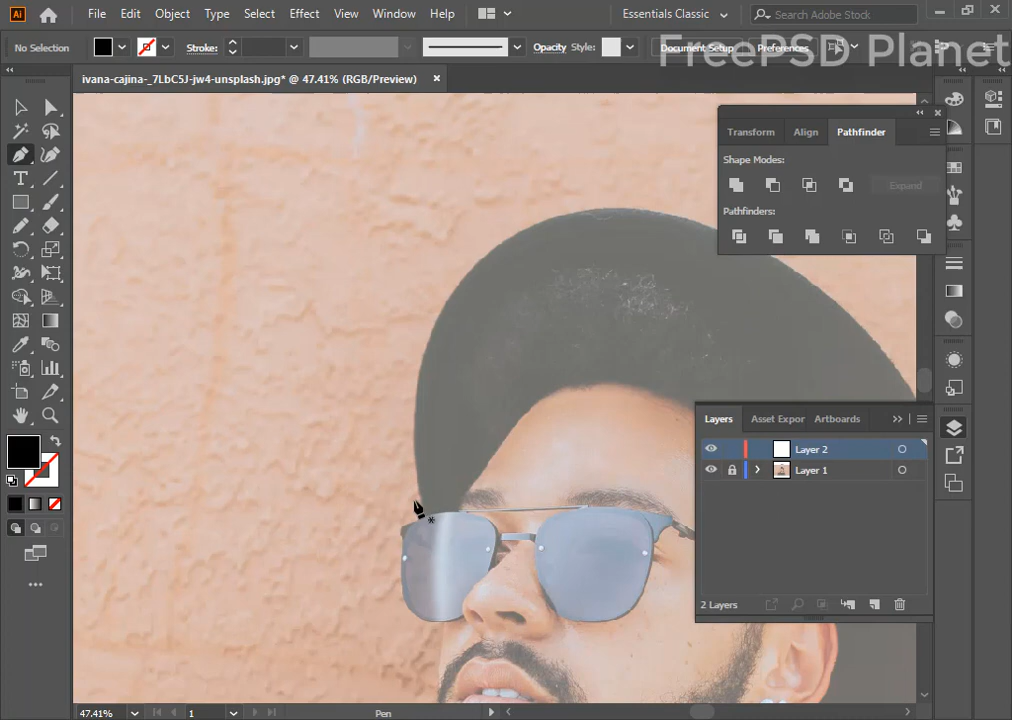 Ai File Edit Object Type Select Effect View Window Help Essentials Classic Search Adobe Stock
No Selection Stroke: Opacity Style: Document Setup Preferences
FreePSD Planet
ivana-cajina-_7LbC5J-jw4-unsplash.jpg* @ 47.41% (RGB/Preview)
Transform Align Pathfinder
Shape Modes:
Expand
Pathfinders:
Layers Asset Expor Artboards
Layer 2
Layer 1
2 Layers
47.41% 1 Pen